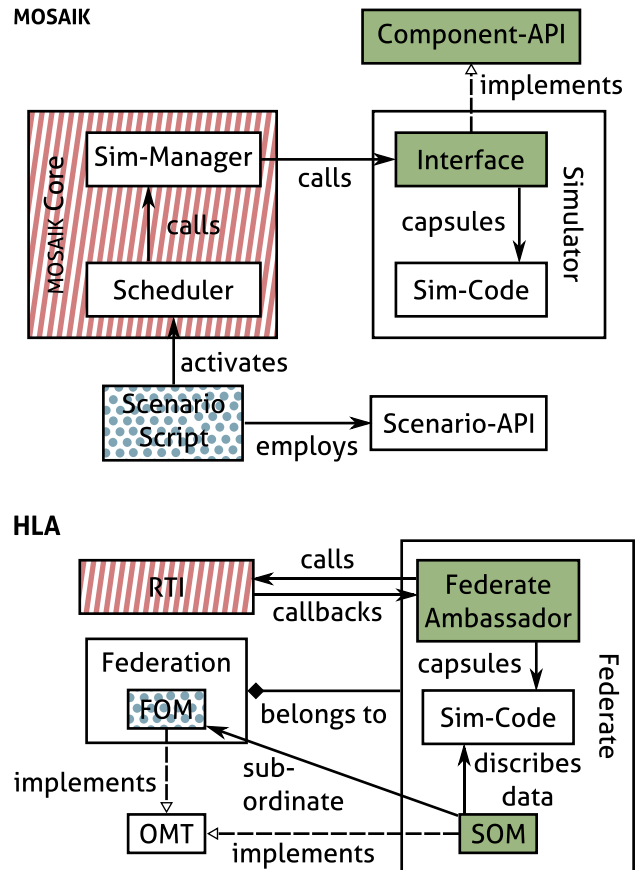 MOSAIK
Component-API
implements
MOSAIK Core
Sim-Manager
calls
Interface
Simulator
calls
capsules
Scheduler
Sim-Code
activates
Scenario
Script
employs
Scenario-API
HLA
RTI
calls
callbacks
Federate
Ambassador
Federate
Federation
FOM
belongs to
capsules
Sim-Code
implements
sub-
ordinate
discribes
data
OMT
implements
SOM